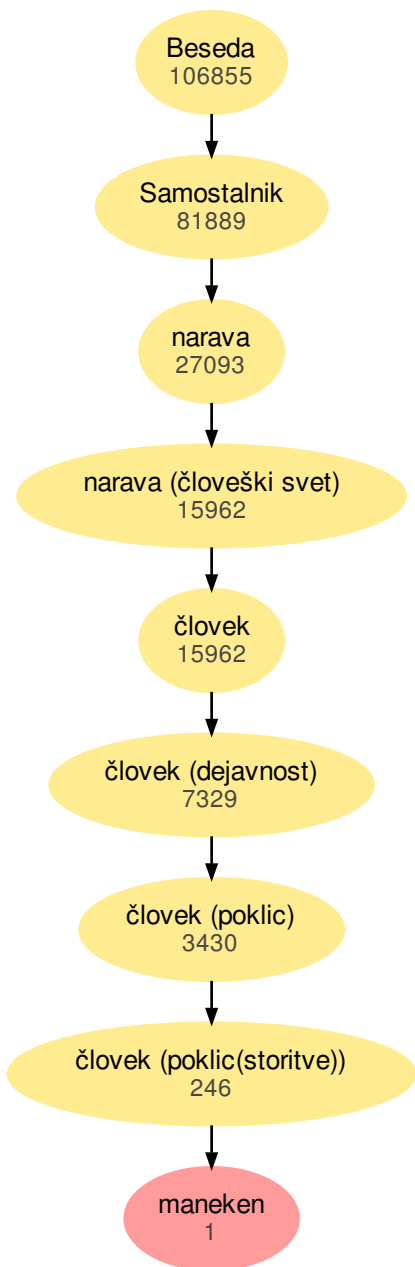 Beseda
106855
Samostalnik
81889
narava
27093
narava (človeški svet)
15962
človek
15962
človek (dejavnost)
7329
človek (poklic)
3430
človek (poklic(storitve))
246
maneken
1